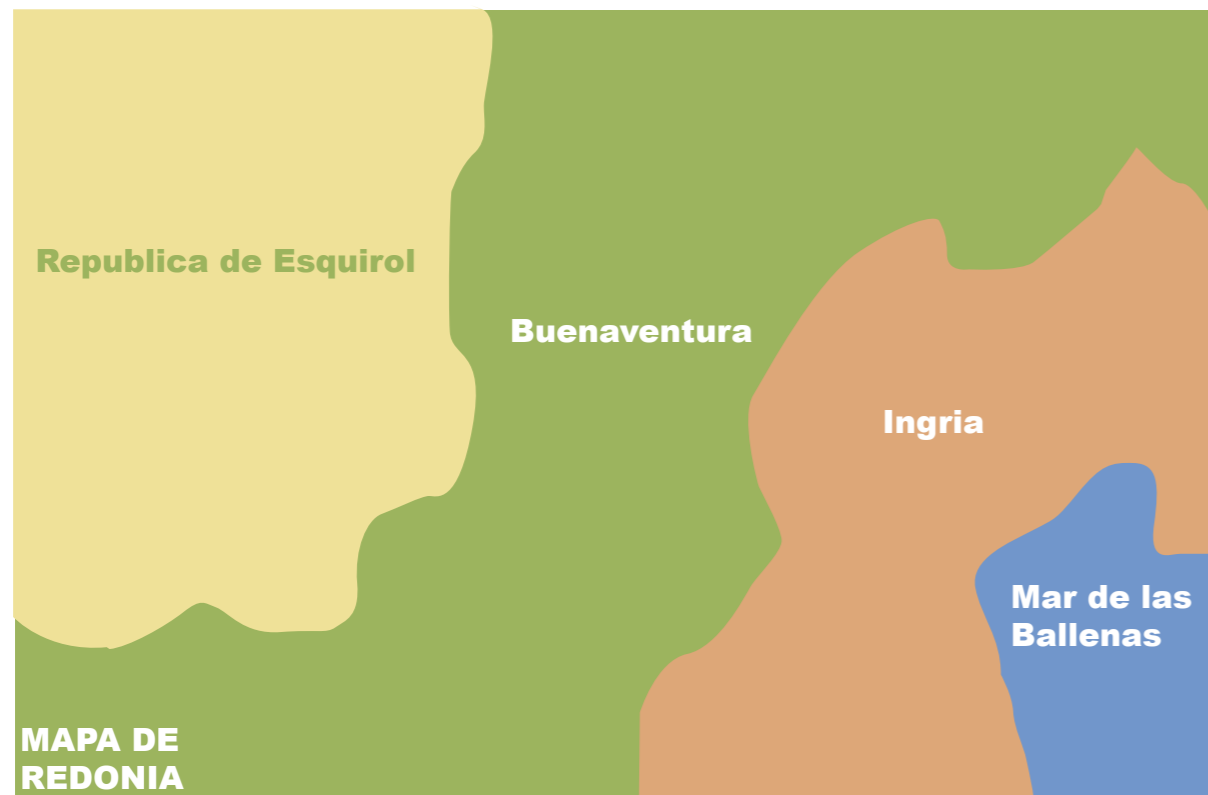 Republica de Esquirol
Buenaventura
Ingria
Mar de las
Ballenas
MAPA DE
REDONIA